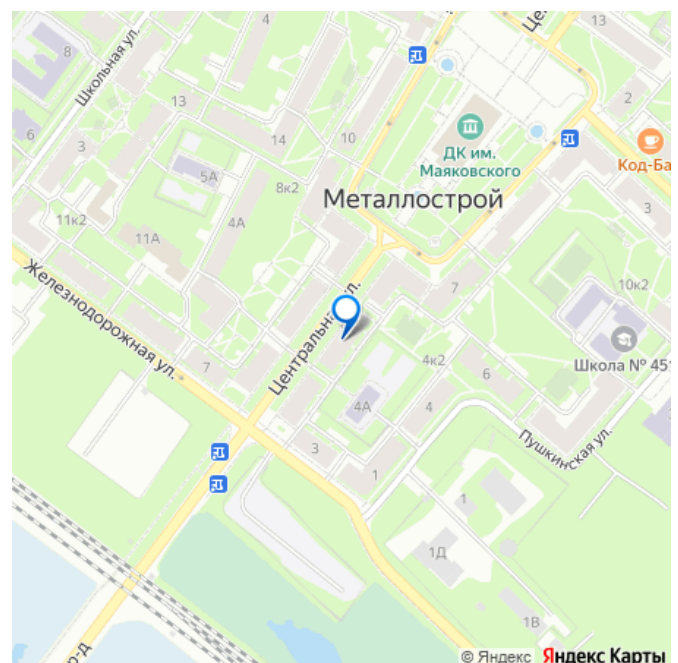 4
13
8
Школьная ул.
2
13
10
6
3
14
ДК им.
Маяковского
Код-Ба
5А
8к2
Металлострой
3
11к2
4А
11А
7
10к2
Железнодорожная ул.
Центральная ул.
7
4к2
6
Школа № 451
4А
4
3
1
Пушкинская ул.
1
1Д
1В
р-д
© Яндекс Яндекс Карты